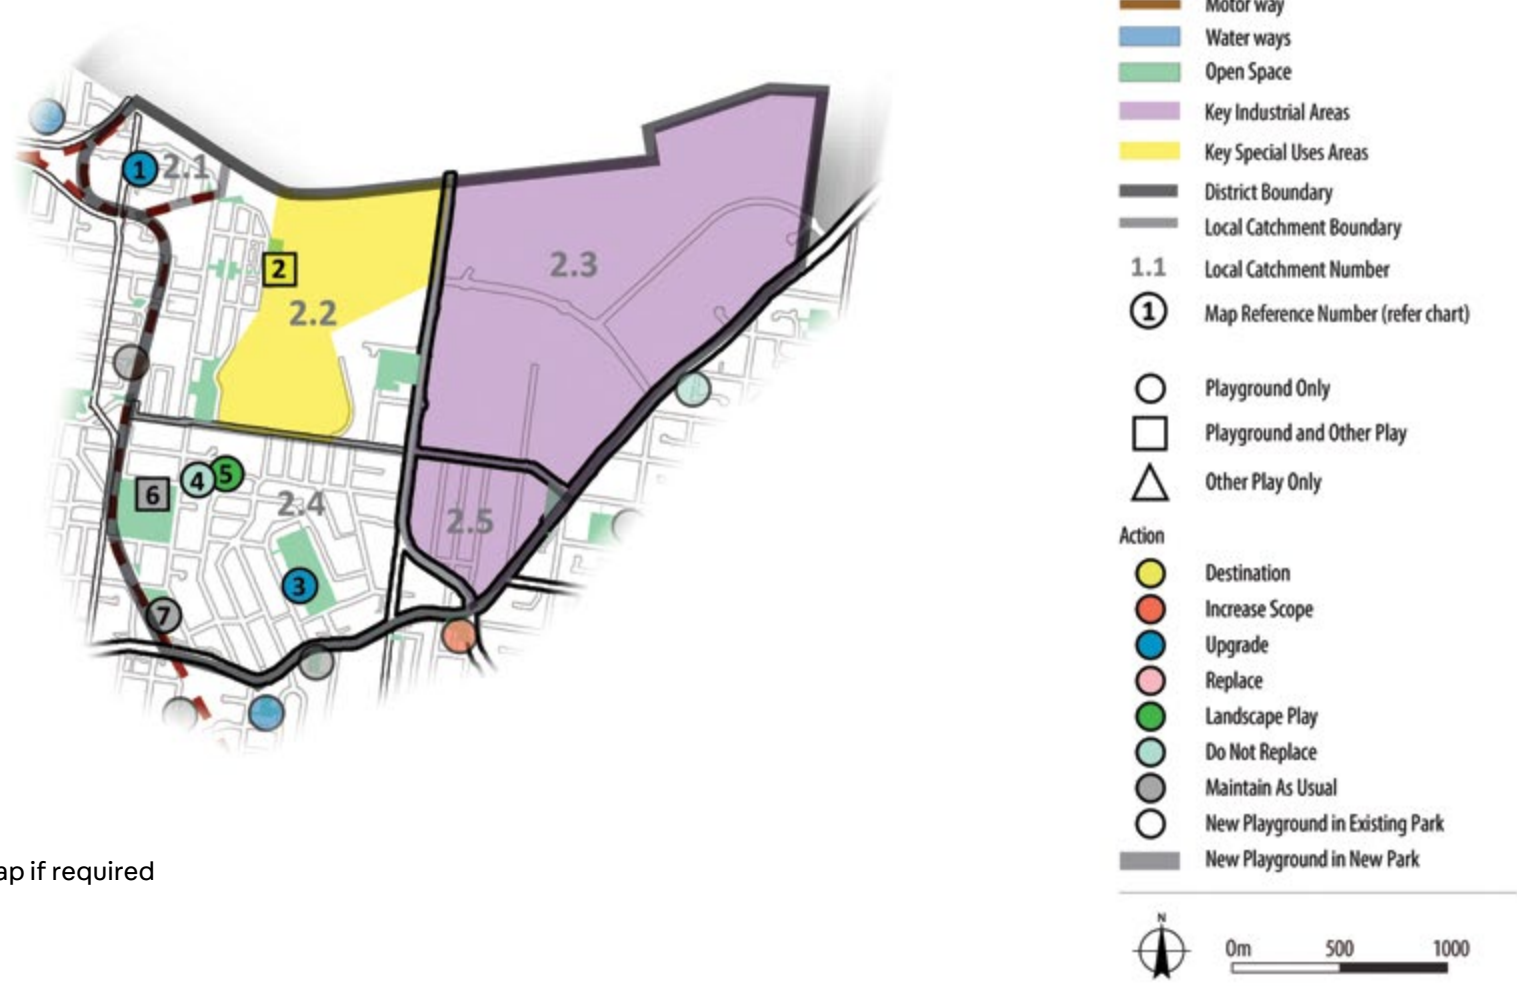 2.1
1
2
2.2
2.3
4
5
6
2.4
2.5
3
7
ap if required
Motor way
Water ways
Open Space
Key Industrial Areas
Key Special Uses Areas
District Boundary
Local Catchment Boundary
1.1 Local Catchment Number
1 Map Reference Number (refer chart)
Playground Only
Playground and Other Play
Other Play Only
Action
Destination
Increase Scope
Upgrade
Replace
Landscape Play
Do Not Replace
Maintain As Usual
New Playground in Existing Park
New Playground in New Park
N
0m 500 1000